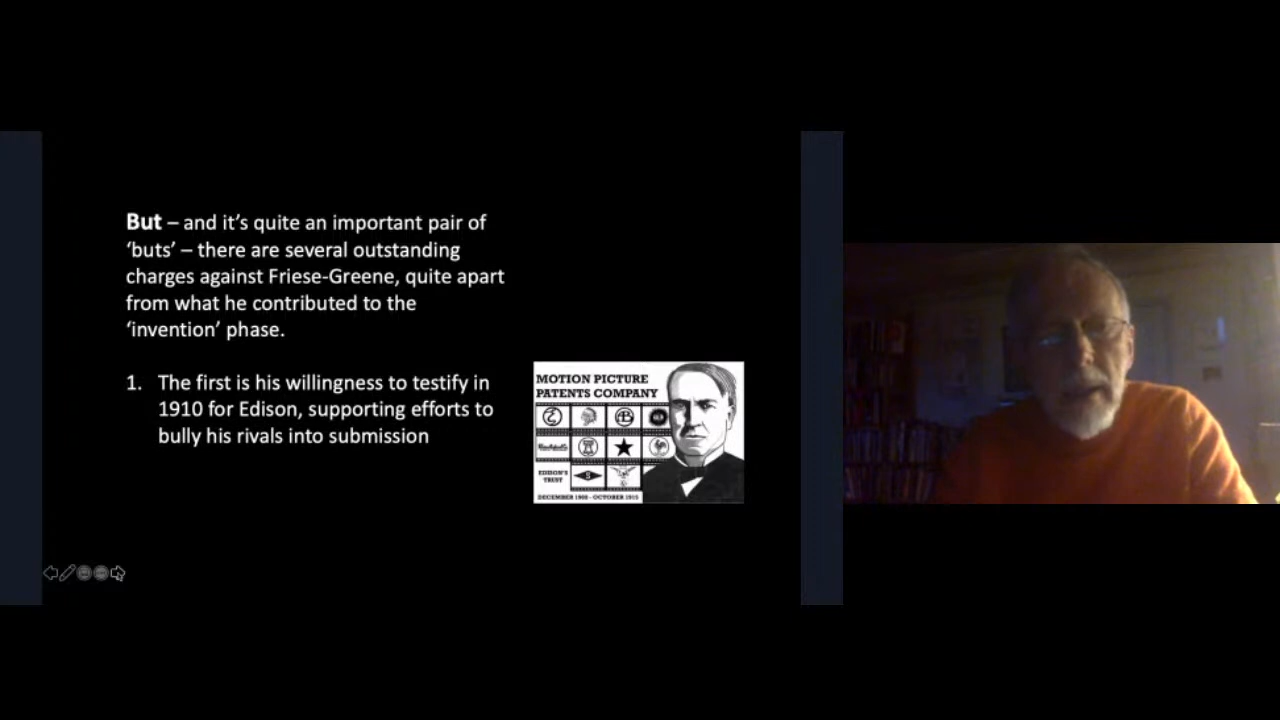 But – and it’s quite an important pair of
‘buts’ – there are several outstanding
charges against Friese-Greene, quite apart
from what he contributed to the
‘invention’ phase.
1. The first is his willingness to testify in
1910 for Edison, supporting efforts to
bully his rivals into submission
MOTION PICTURE
PATENTS COMPANY
EDISON'S
TRUST
S
DECEMBER 1908 - OCTOBER 1915